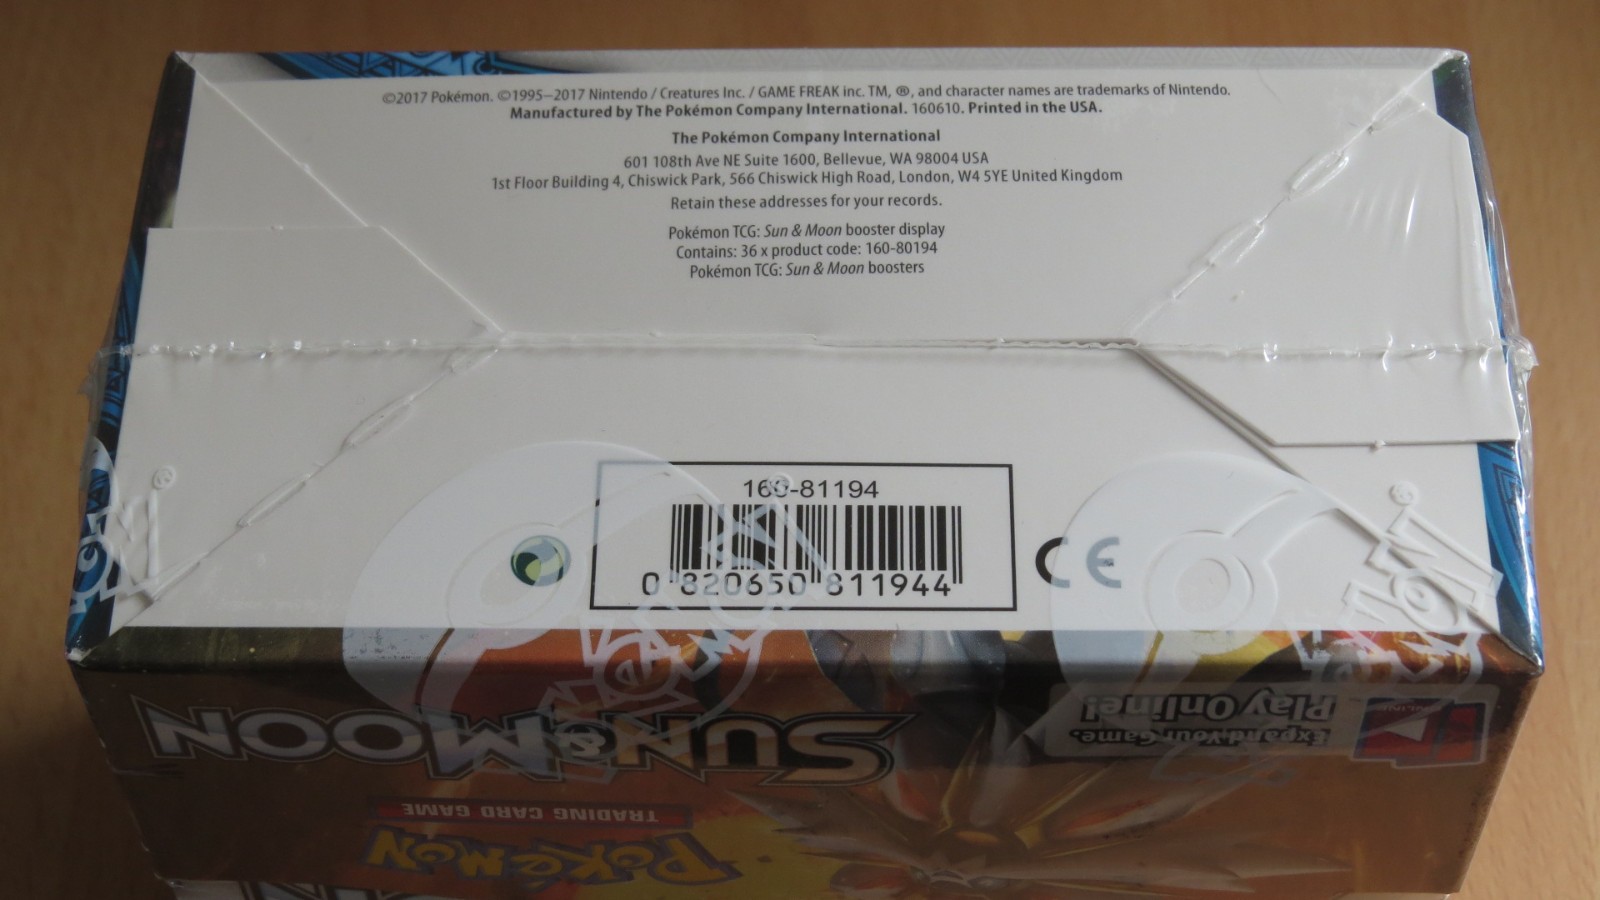 ©2017 Pokémon. ©1995–2017 Nintendo / Creatures Inc. / GAME FREAK inc. TM, ®, and character names are trademarks of Nintendo.
Manufactured by The Pokémon Company International. 160610. Printed in the USA.
The Pokémon Company International
601 108th Ave NE Suite 1600, Bellevue, WA 98004 USA
1st Floor Building 4, Chiswick Park, 566 Chiswick High Road, London, W4 5YE United Kingdom
Retain these addresses for your records.
Pokémon TCG: Sun & Moon booster display
Contains: 36 x product code: 160-80194
Pokémon TCG: Sun & Moon boosters
160-81194
0 820650 811944
CE
POKéMON
TRADING CARD GAME
SUN & MOON
Expand Your Game.
Play Online!
ONLINE